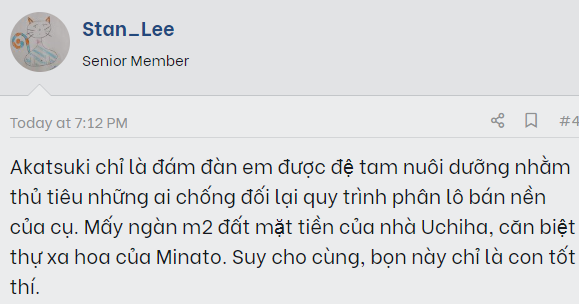 Stan_Lee
Senior Member
Today at 7:12 PM
#4
Akatsuki chỉ là đám đàn em được đệ tam nuôi dưỡng nhằm
thủ tiêu những ai chống đối lại quy trình phân lô bán nền
của cụ. Mấy ngàn m2 đất mặt tiền của nhà Uchiha, căn biệt
thự xa hoa của Minato. Suy cho cùng, bọn này chỉ là con tốt
thí.